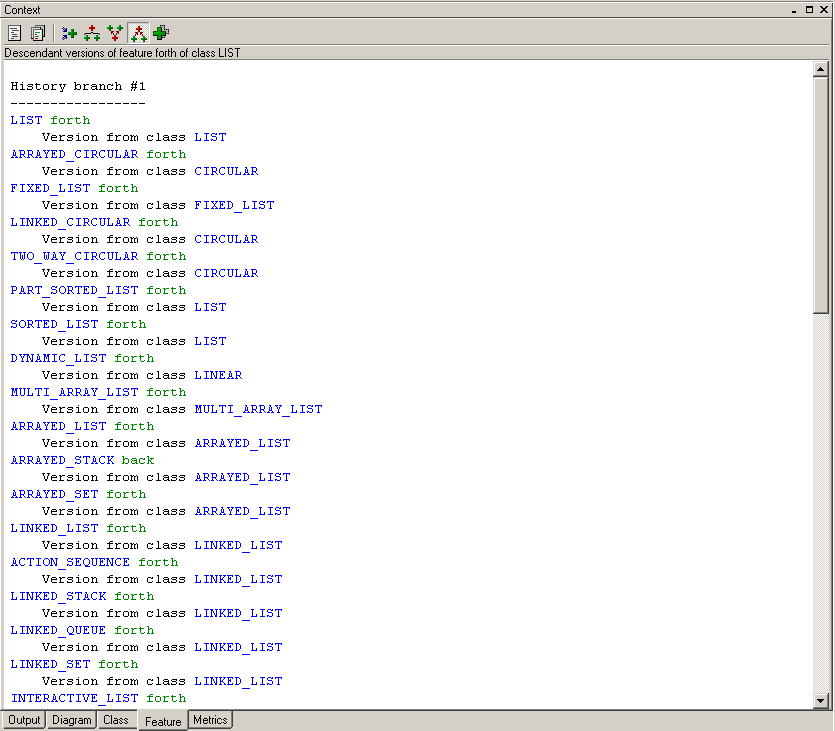 Context
Descendant versions of feature forth of class LIST
History branch #1
-----------------
LIST forth
Version from class LIST
ARRAYED_CIRCULAR forth
Version from class CIRCULAR
FIXED_LIST forth
Version from class FIXED_LIST
LINKED_CIRCULAR forth
Version from class CIRCULAR
TWO_WAY_CIRCULAR forth
Version from class CIRCULAR
PART_SORTED_LIST forth
Version from class LIST
SORTED_LIST forth
Version from class LIST
DYNAMIC_LIST forth
Version from class LINEAR
MULTI_ARRAY_LIST forth
Version from class MULTI_ARRAY_LIST
ARRAYED_LIST forth
Version from class ARRAYED_LIST
ARRAYED_STACK back
Version from class ARRAYED_LIST
ARRAYED_SET forth
Version from class ARRAYED_LIST
LINKED_LIST forth
Version from class LINKED_LIST
ACTION_SEQUENCE forth
Version from class LINKED_LIST
LINKED_STACK forth
Version from class LINKED_LIST
LINKED_QUEUE forth
Version from class LINKED_LIST
LINKED_SET forth
Version from class LINKED_LIST
INTERACTIVE_LIST forth
Output Diagram Class Feature Metrics